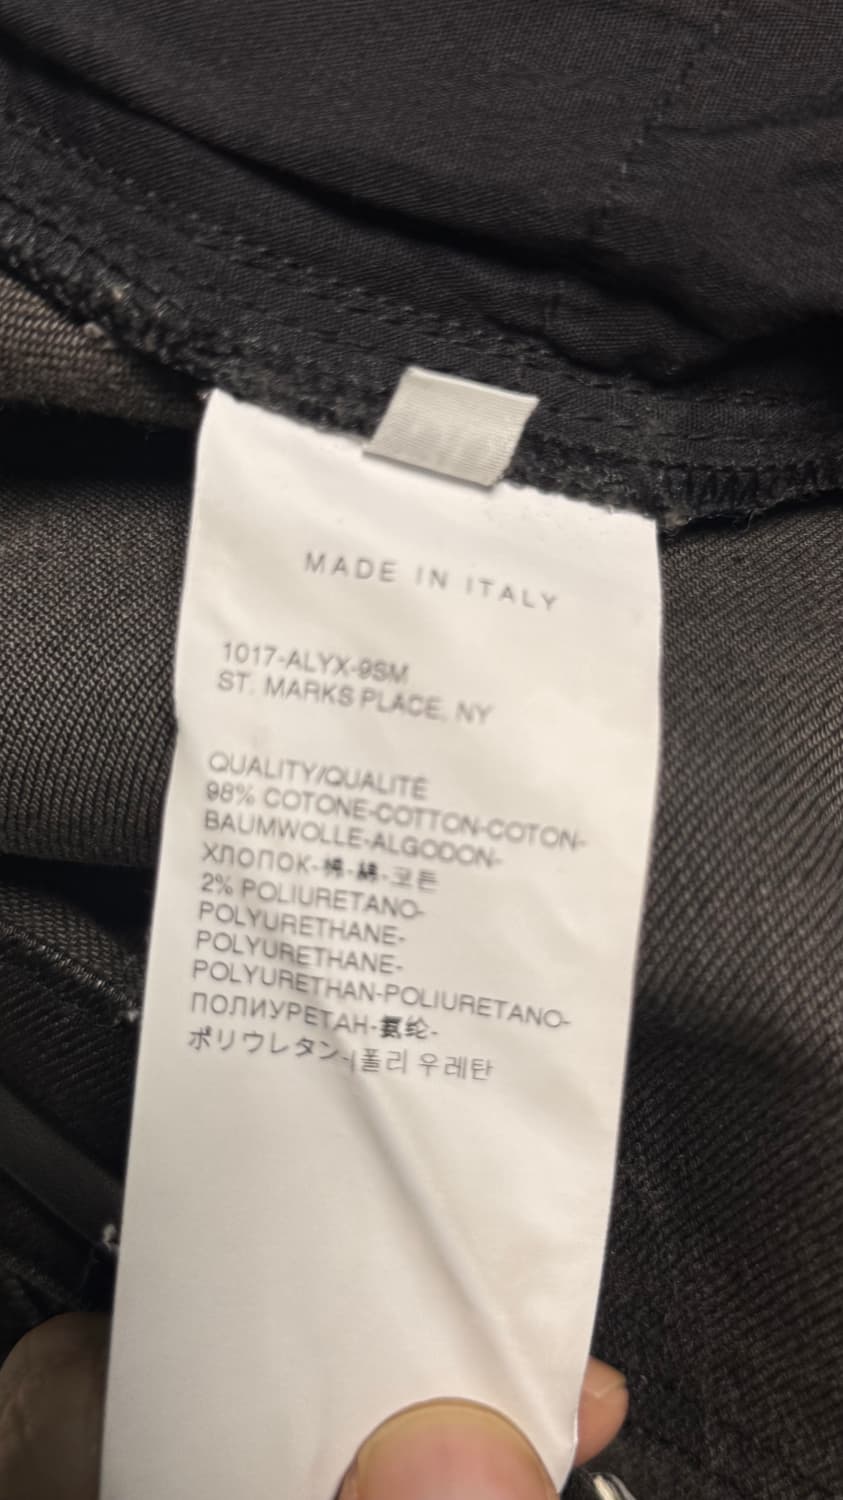 MADE IN ITALY
1017-ALYX-9SM
ST. MARKS PLACE, NY
QUALITY/QUALITÉ
98% COTONE-COTTON-COTON-
BAUMWOLLE-ALGODON-
ХЛОПОК-棉-綿-코튼
2% POLIURETANO-
POLYURETHANE-
POLYURETHANE-
POLYURETHAN-POLIURETANO-
ПОЛИУРЕТАН-氨纶-
ポリウレタン-폴리 우레탄